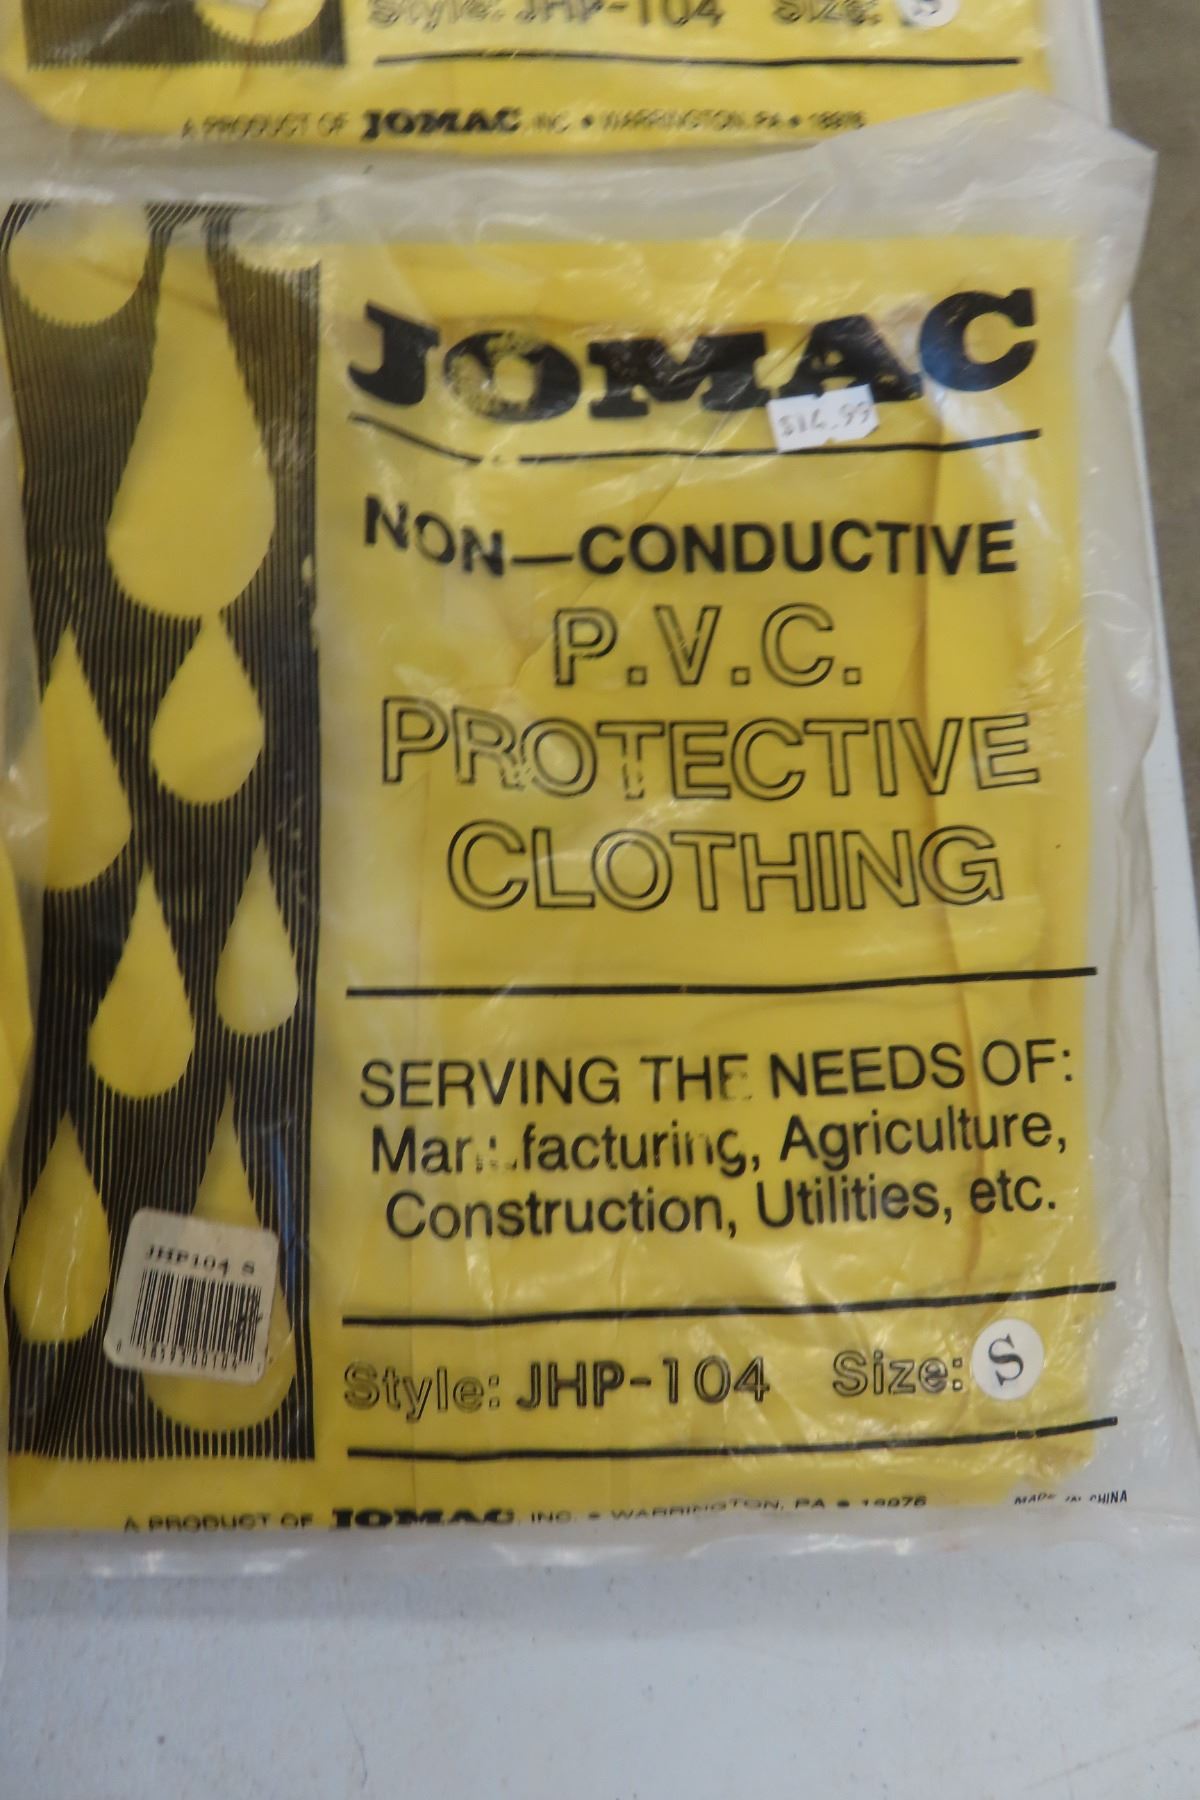 Style: JHP-104 Size: S
A PRODUCT OF JOMAC, INC. • WARRINGTON, PA • 18976
JOMAC
NON—CONDUCTIVE
P.V.C.
PROTECTIVE
CLOTHING
SERVING THE NEEDS OF:
Manufacturing, Agriculture,
Construction, Utilities, etc.
JHP104 S
Style: JHP-104 Size: S
A PRODUCT OF JOMAC, INC. • WARRINGTON, PA • 18976
MADE IN CHINA